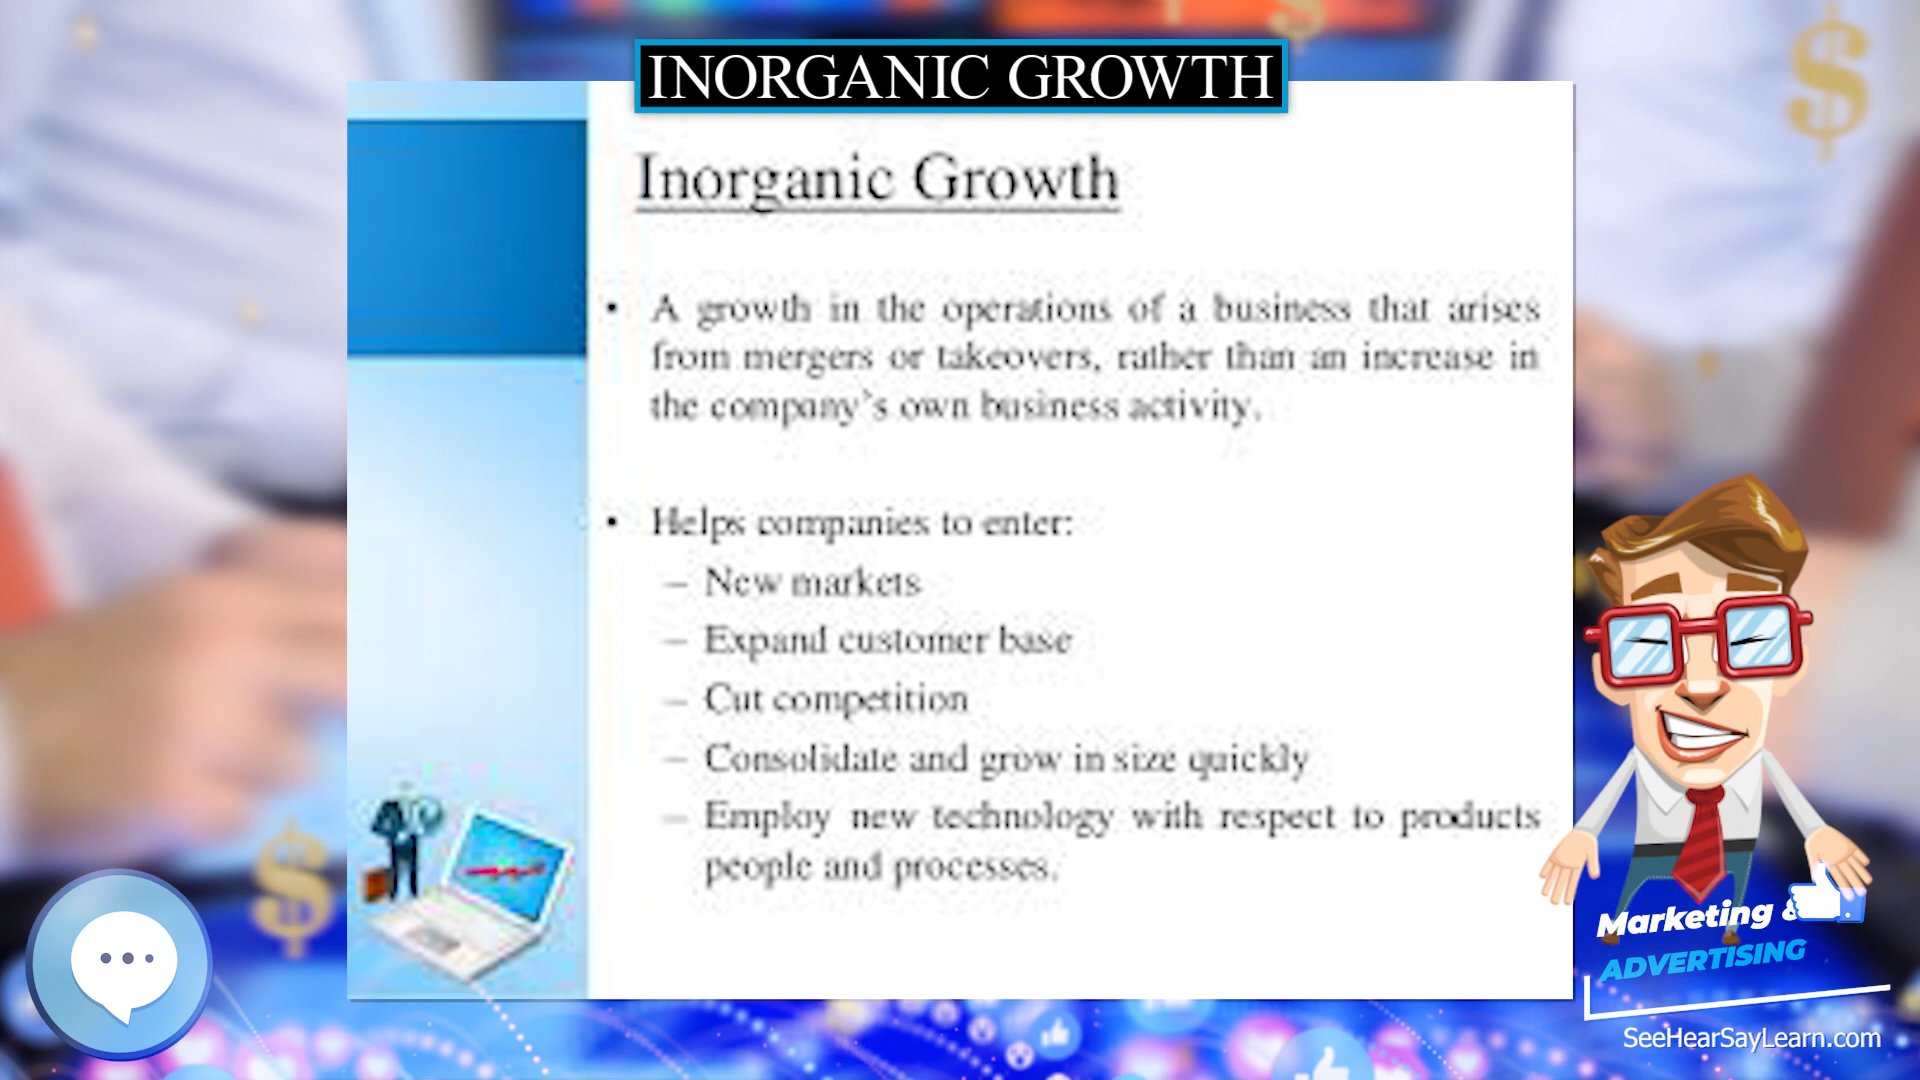 INORGANIC GROWTH
Inorganic Growth
• A growth in the operations of a business that arises
from mergers or takeovers, rather than an increase in
the company's own business activity.
• Helps companies to enter:
– New markets
– Expand customer base
– Cut competition
– Consolidate and grow in size quickly
– Employ new technology with respect to products
people and processes.
Marketing &
ADVERTISING
SeeHearSayLearn.com